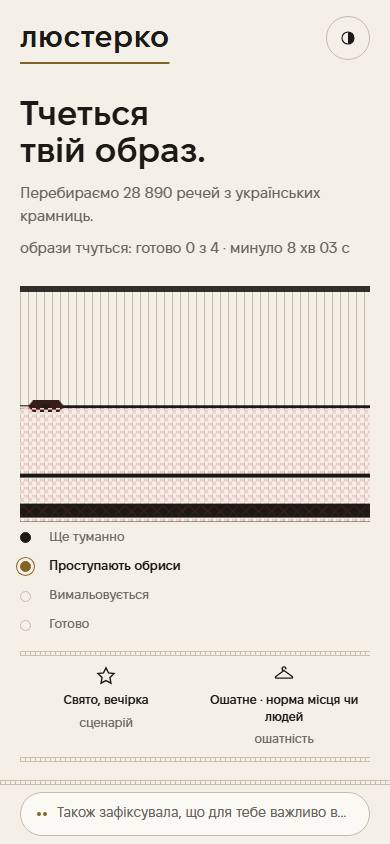 люстерко
Тчеться
твій образ.
Перебираємо 28 890 речей з українських
крамниць.
образи тчуться: готово 0 з 4 · минуло 8 хв 03 с
Ще туманно
Проступають обриси
Вимальовується
Готово
Свято, вечірка
сценарій
Ошатне · норма місця чи
людей
ошатність
Також зафіксувала, що для тебе важливо в...